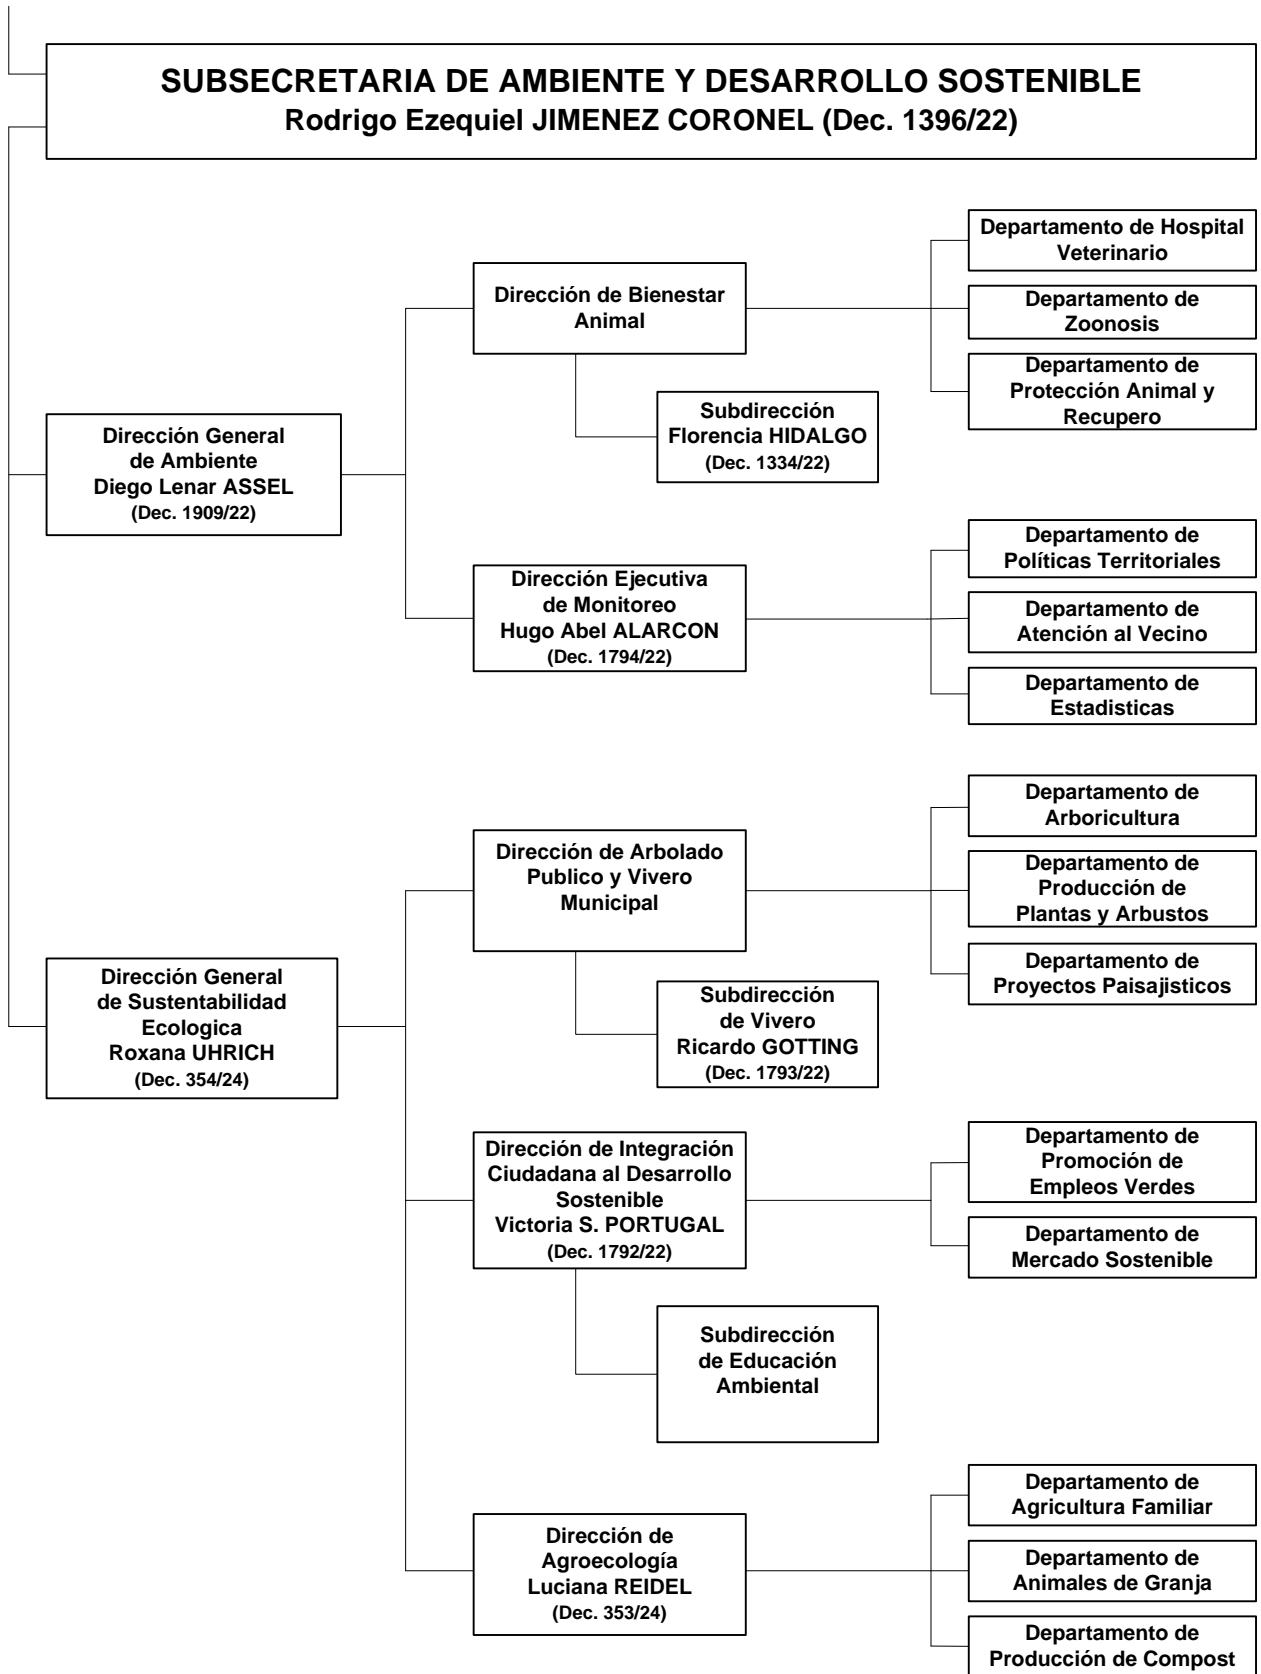 SUBSECRETARIA DE AMBIENTE Y DESARROLLO SOSTENIBLE
Rodrigo Ezequiel JIMENEZ CORONEL (Dec. 1396/22)
Dirección General
de Ambiente
Diego Lenar ASSEL
(Dec. 1909/22)
Dirección de Bienestar
Animal
Subdirección
Florencia HIDALGO
(Dec. 1334/22)
Departamento de Hospital
Veterinario
Departamento de
Zoonosis
Departamento de
Protección Animal y
Recupero
Dirección Ejecutiva
de Monitoreo
Hugo Abel ALARCON
(Dec. 1794/22)
Departamento de
Políticas Territoriales
Departamento de
Atención al Vecino
Departamento de
Estadisticas
Dirección General
de Sustentabilidad
Ecologica
Roxana UHRICH
(Dec. 354/24)
Dirección de Arbolado
Publico y Vivero
Municipal
Subdirección
de Vivero
Ricardo GOTTING
(Dec. 1793/22)
Departamento de
Arboricultura
Departamento de
Producción de
Plantas y Arbustos
Departamento de
Proyectos Paisajisticos
Dirección de Integración
Ciudadana al Desarrollo
Sostenible
Victoria S. PORTUGAL
(Dec. 1792/22)
Subdirección
de Educación
Ambiental
Departamento de
Promoción de
Empleos Verdes
Departamento de
Mercado Sostenible
Dirección de
Agroecología
Luciana REIDEL
(Dec. 353/24)
Departamento de
Agricultura Familiar
Departamento de
Animales de Granja
Departamento de
Producción de Compost